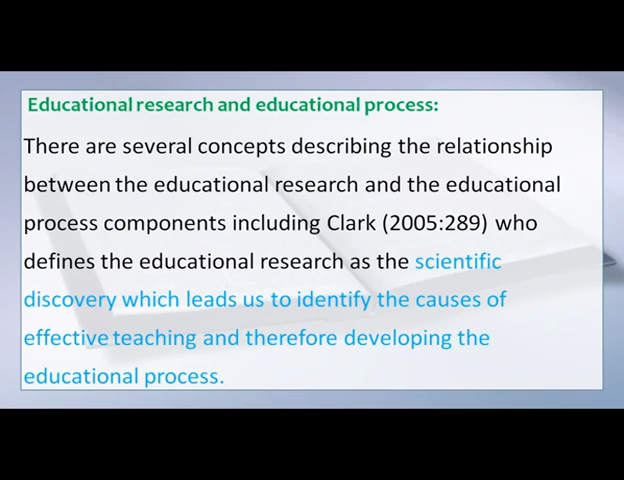 Educational research and educational process:
There are several concepts describing the relationship
between the educational research and the educational
process components including Clark (2005:289) who
defines the educational research as the scientific
discovery which leads us to identify the causes of
effective teaching and therefore developing the
educational process.